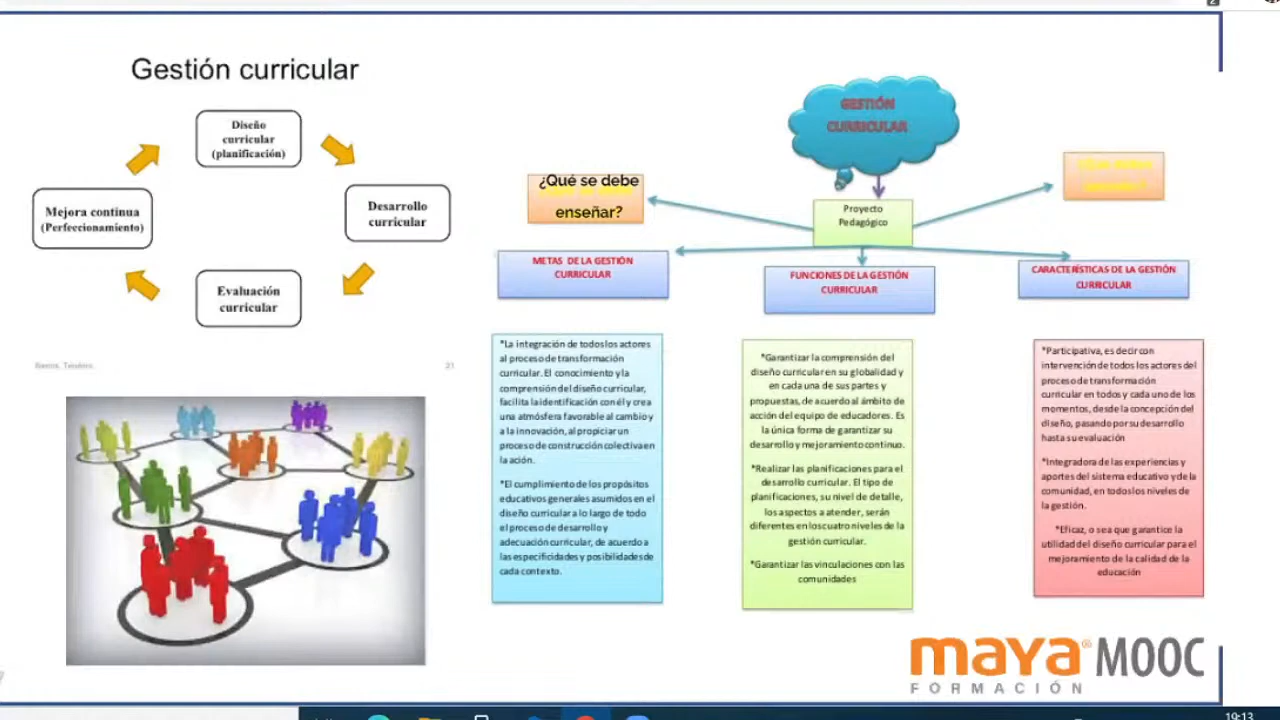 Gestión curricular
Diseño
curricular
(planificación)
Desarrollo
curricular
Evaluación
curricular
Mejora continua
(Perfeccionamiento)
21
GESTIÓN
CURRICULAR
¿Qué se debe
enseñar?
Proyecto
Pedagógico
METAS DE LA GESTIÓN
CURRICULAR
FUNCIONES DE LA GESTIÓN
CURRICULAR
CARACTERÍSTICAS DE LA GESTIÓN
CURRICULAR
*La integración de todos los actores
al proceso de transformación
curricular. El conocimiento y la
comprensión del diseño curricular,
facilita la identificación con él y crea
una atmósfera favorable al cambio y
a la innovación, al propiciar un
proceso de construcción colectiva en
la ación.
*El cumplimiento de los propósitos
educativos generales asumidos en el
diseño curricular a lo largo de todo
el proceso de desarrollo y
adecuación curricular, de acuerdo a
las especificidades y posibilidades de
cada contexto.
*Garantizar la comprensión del
diseño curricular en su globalidad y
en cada una de sus partes y
propuestas, de acuerdo al ámbito de
acción del equipo de educadores. Es
la única forma de garantizar su
desarrollo y mejoramiento continuo.
*Realizar las planificaciones para el
desarrollo curricular. El tipo de
planificaciones, su nivel de detalle,
los aspectos a atender, serán
diferentes en los cuatro niveles de la
gestión curricular.
*Garantizar las vinculaciones con las
comunidades
*Participativa, es decir con
intervención de todos los actores del
proceso de transformación
curricular en todos y cada uno de los
momentos, desde la concepción del
diseño, pasando por su desarrollo
hasta su evaluación
*Integradora de las experiencias y
aportes del sistema educativo y de la
comunidad, en todos los niveles de
la gestión.
*Eficaz, o sea que garantice la
utilidad del diseño curricular para el
mejoramiento de la calidad de la
educación
maya® MOOC
FORMACIÓN
19:13